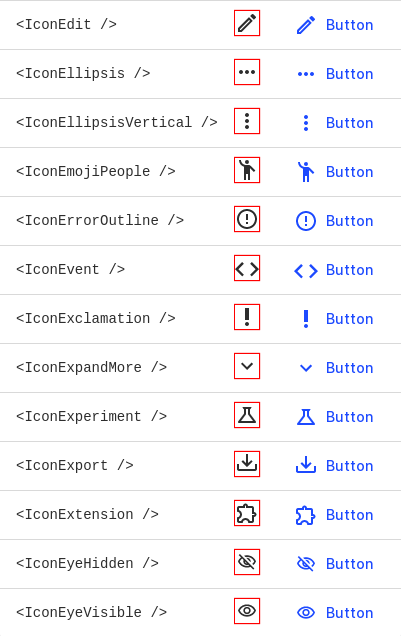 <IconEdit /> Button
<IconEllipsis /> Button
<IconEllipsisVertical /> Button
<IconEmojiPeople /> Button
<IconErrorOutline /> Button
<IconEvent /> Button
<IconExclamation /> Button
<IconExpandMore /> Button
<IconExperiment /> Button
<IconExport /> Button
<IconExtension /> Button
<IconEyeHidden /> Button
<IconEyeVisible /> Button